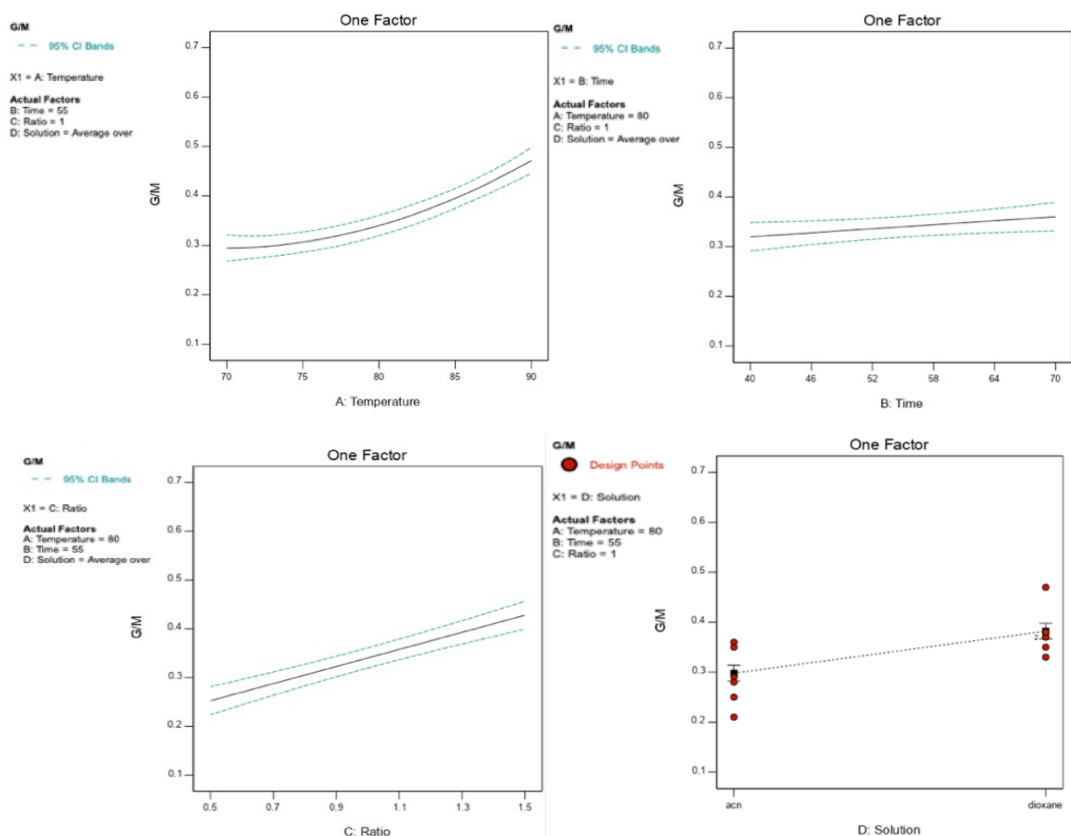 One Factor
G/M
95% CI Bands
X1 = A: Temperature
Actual Factors
B: Time = 55
C: Ratio = 1
D: Solution = Average over
G/M
0.7
0.6
0.5
0.4
0.3
0.2
0.1
70 75 80 85 90
A: Temperature
One Factor
G/M
95% CI Bands
X1 = B: Time
Actual Factors
A: Temperature = 80
C: Ratio = 1
D: Solution = Average over
G/M
0.7
0.6
0.5
0.4
0.3
0.2
0.1
40 46 52 58 64 70
B: Time
One Factor
G/M
95% CI Bands
X1 = C: Ratio
Actual Factors
A: Temperature = 80
B: Time = 55
D: Solution = Average over
G/M
0.7
0.6
0.5
0.4
0.3
0.2
0.1
0.5 0.7 0.9 1.1 1.3 1.5
C: Ratio
One Factor
G/M
Design Points
X1 = D: Solution
Actual Factors
A: Temperature = 80
B: Time = 55
C: Ratio = 1
G/M
0.7
0.6
0.5
0.4
0.3
0.2
0.1
acn dioxane
D: Solution